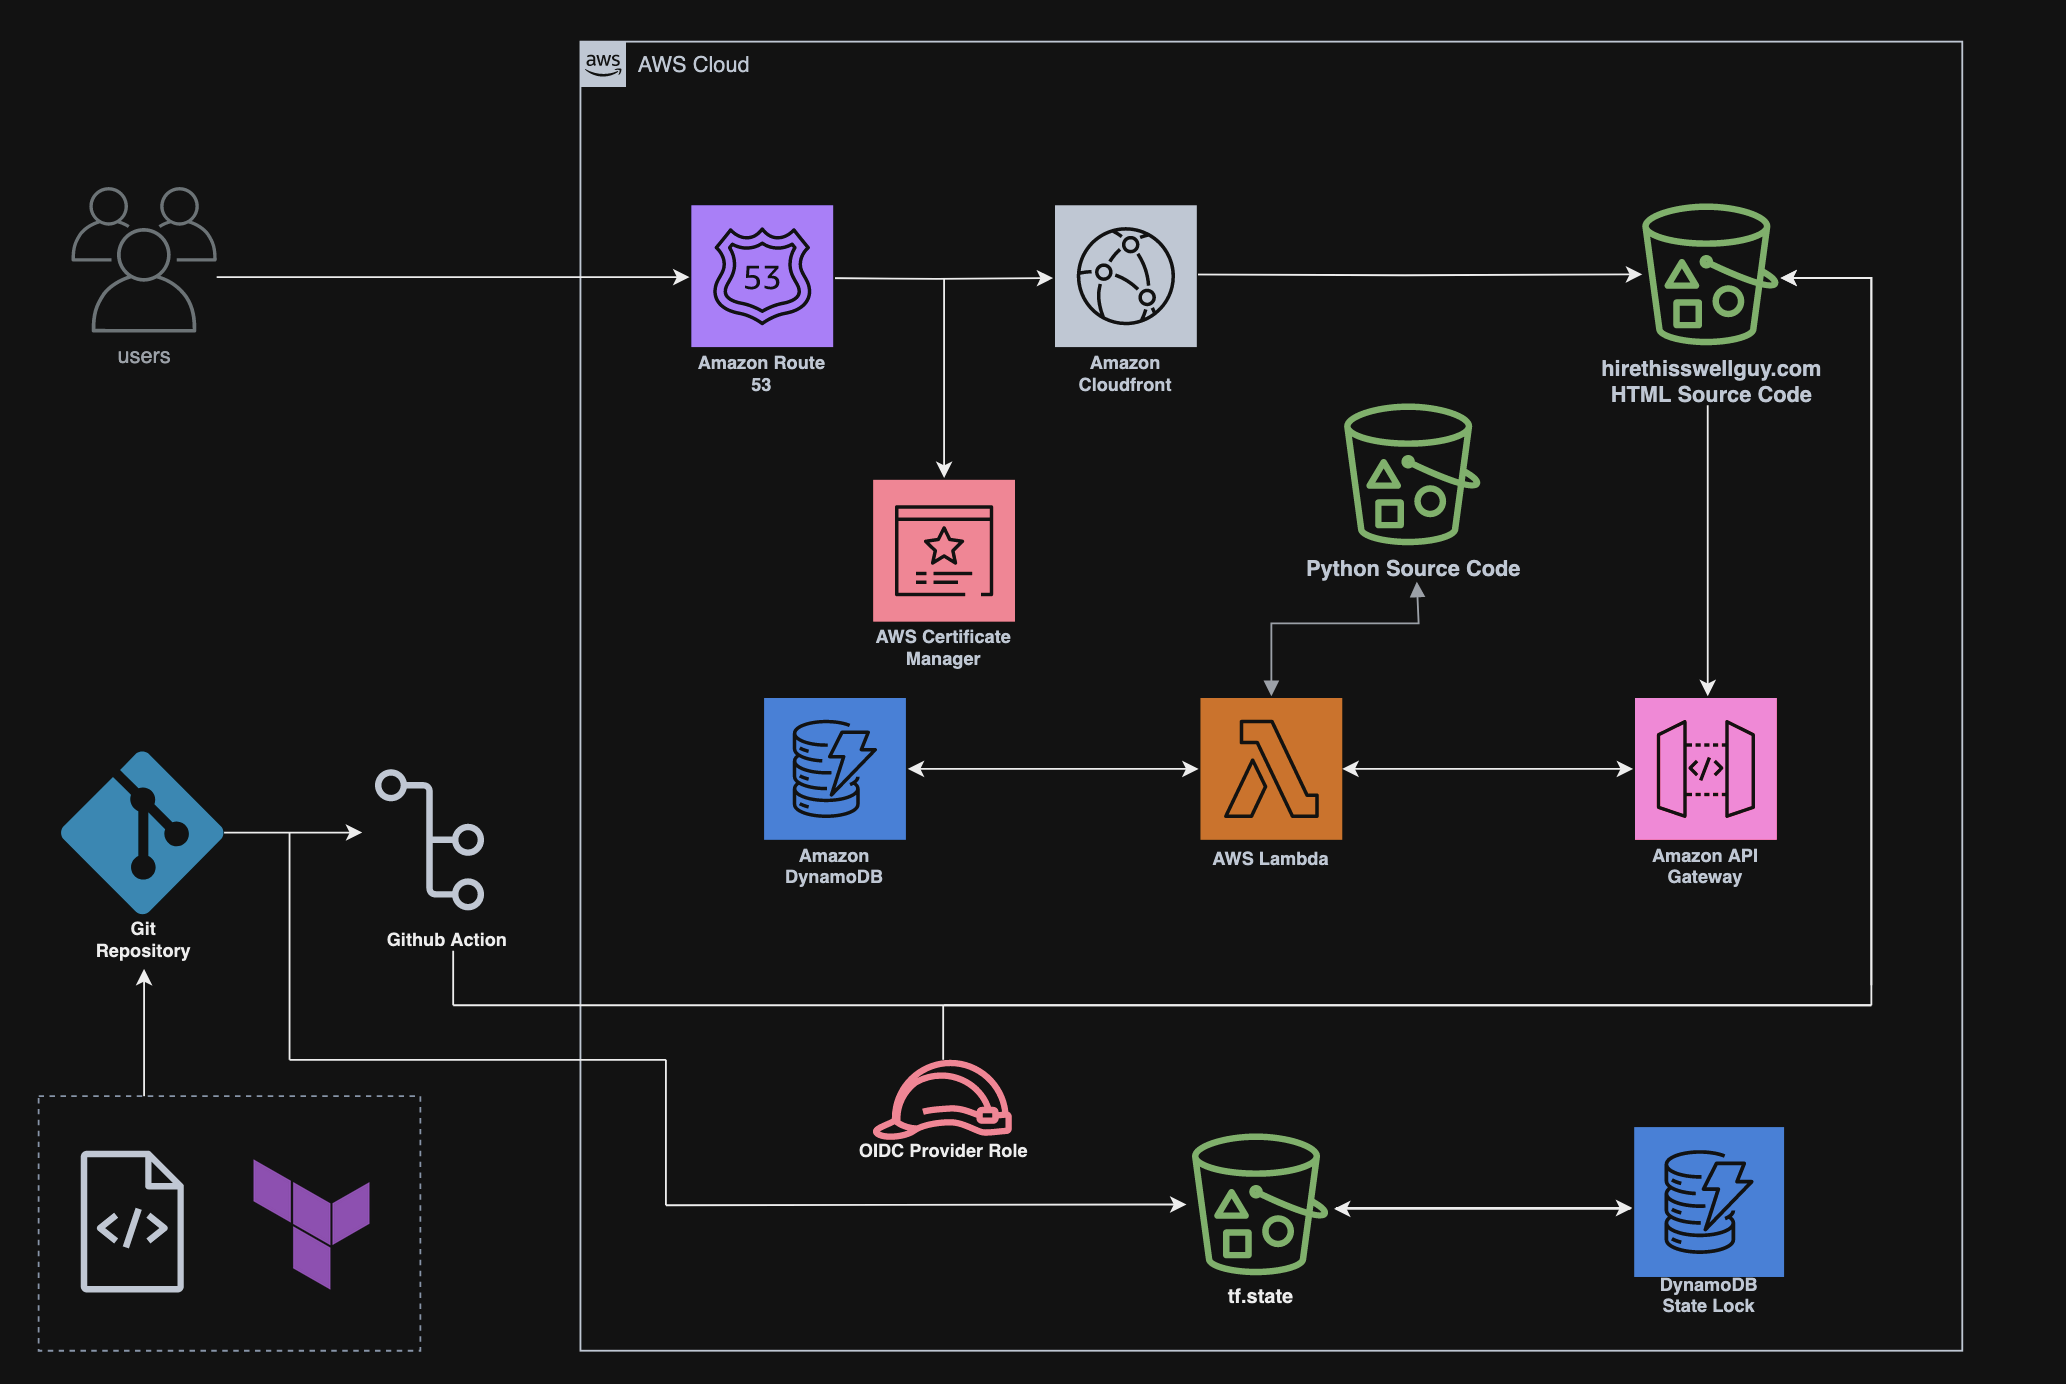 aws
AWS Cloud
users
53
Amazon Route
53
Amazon
Cloudfront
hirethisswellguy.com
HTML Source Code
Python Source Code
AWS Certificate
Manager
Amazon
DynamoDB
AWS Lambda
</>
Amazon API
Gateway
Git
Repository
Github Action
OIDC Provider Role
</>
tf.state
DynamoDB
State Lock